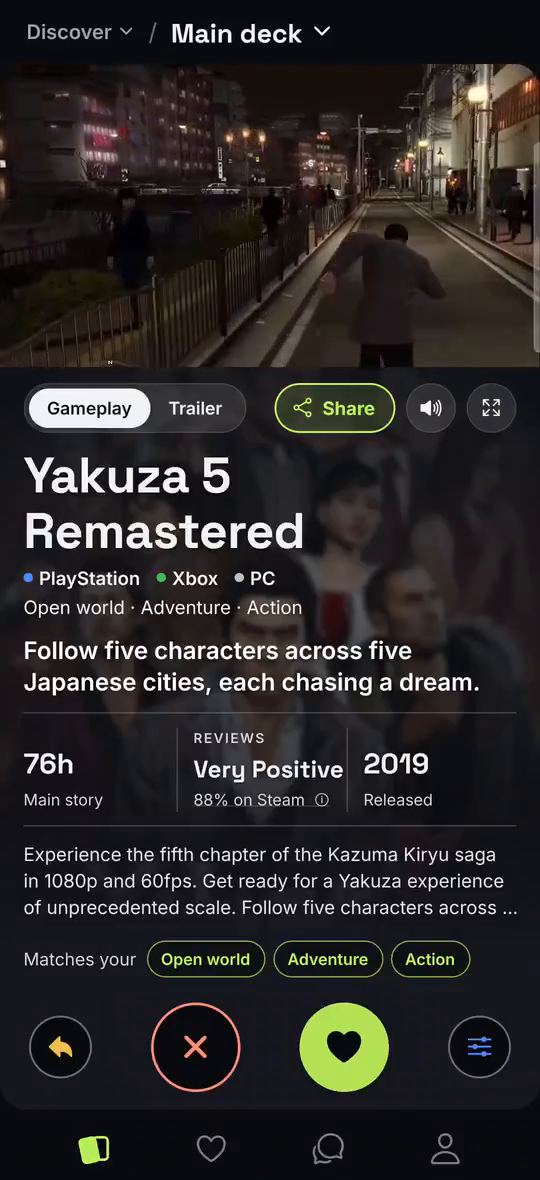 Discover / Main deck
Gameplay Trailer Share
Yakuza 5
Remastered
PlayStation Xbox PC
Open world · Adventure · Action
Follow five characters across five
Japanese cities, each chasing a dream.
76h
Main story
REVIEWS
Very Positive
88% on Steam
2019
Released
Experience the fifth chapter of the Kazuma Kiryu saga
in 1080p and 60fps. Get ready for a Yakuza experience
of unprecedented scale. Follow five characters across ...
Matches your Open world Adventure Action